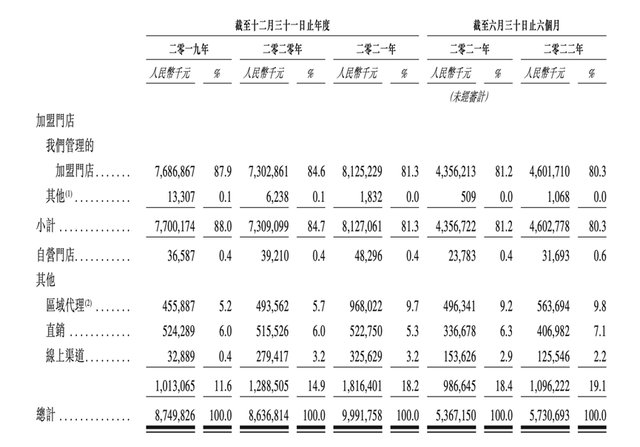 截至十二月三十一日止年度 截至六月三十日止六個月
二零一九年 二零二零年 二零二一年 二零二一年 二零二二年
人民幣千元 % 人民幣千元 % 人民幣千元 % 人民幣千元 % 人民幣千元 %
(未經審計)
加盟門店
我們管理的
加盟門店....... 7,686,867 87.9 7,302,861 84.6 8,125,229 81.3 4,356,213 81.2 4,601,710 80.3
其他(1)........... 13,307 0.1 6,238 0.1 1,832 0.0 509 0.0 1,068 0.0
小計 .............. 7,700,174 88.0 7,309,099 84.7 8,127,061 81.3 4,356,722 81.2 4,602,778 80.3
自營門店........... 36,587 0.4 39,210 0.4 48,296 0.4 23,783 0.4 31,693 0.6
其他
區域代理(2) ....... 455,887 5.2 493,562 5.7 968,022 9.7 496,341 9.2 563,694 9.8
直銷 ............ 524,289 6.0 515,526 6.0 522,750 5.3 336,678 6.3 406,982 7.1
線上渠道......... 32,889 0.4 279,417 3.2 325,629 3.2 153,626 2.9 125,546 2.2
1,013,065 11.6 1,288,505 14.9 1,816,401 18.2 986,645 18.4 1,096,222 19.1
總計 .............. 8,749,826 100.0 8,636,814 100.0 9,991,758 100.0 5,367,150 100.0 5,730,693 100.0